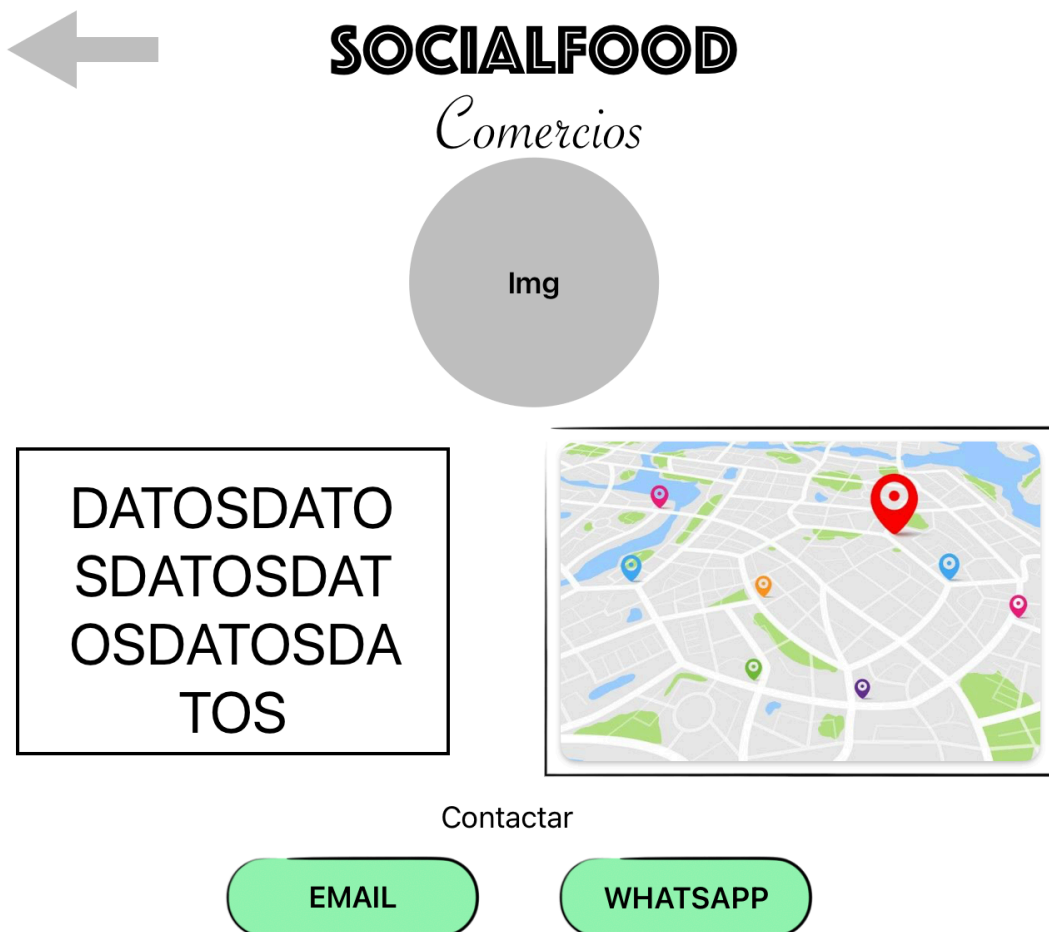 SOCIALFOOD
Comercios
Img
DATOSDATO
SDATOSDAT
OSDATOSDA
TOS
Contactar
EMAIL
WHATSAPP